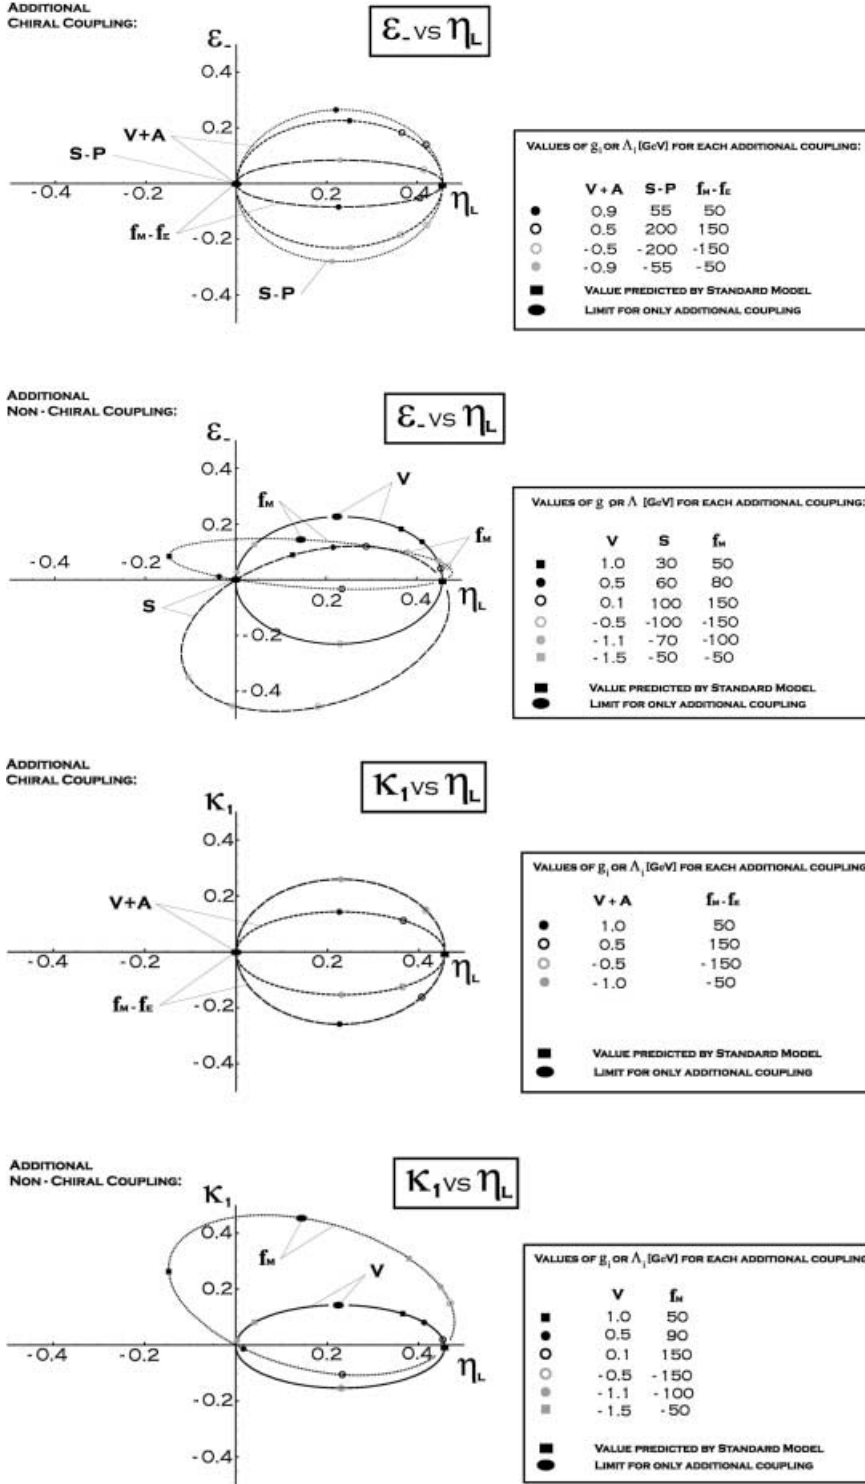 ADDITIONAL
CHIRAL COUPLING:
ε₋ vs η_L
ε₋
0.4
0.2
V+A
S-P
-0.4
-0.2
0.2
0.4
η_L
f_M-f_E
-0.2
-0.4
S-P
VALUES OF g_i OR Λ_i [GeV] FOR EACH ADDITIONAL COUPLING:
V + A S-P f_M-f_E
0.9 55 50
0.5 200 150
-0.5 -200 -150
-0.9 -55 -50
VALUE PREDICTED BY STANDARD MODEL
LIMIT FOR ONLY ADDITIONAL COUPLING
ADDITIONAL
NON - CHIRAL COUPLING:
ε₋ vs η_L
ε₋
0.4
V
f_M
0.2
f_M
-0.4
-0.2
0.2
0.4
η_L
S
-0.2
-0.4
VALUES OF g OR Λ [GeV] FOR EACH ADDITIONAL COUPLING:
V S f_M
1.0 30 50
0.5 60 80
0.1 100 150
-0.5 -100 -150
-1.1 -70 -100
-1.5 -50 -50
VALUE PREDICTED BY STANDARD MODEL
LIMIT FOR ONLY ADDITIONAL COUPLING
ADDITIONAL
CHIRAL COUPLING:
κ₁ vs η_L
κ₁
0.4
0.2
V+A
-0.4
-0.2
0.2
0.4
η_L
f_M-f_E
-0.2
-0.4
VALUES OF g_i OR Λ_i [GeV] FOR EACH ADDITIONAL COUPLING
V + A f_M-f_E
1.0 50
0.5 150
-0.5 -150
-1.0 -50
VALUE PREDICTED BY STANDARD MODEL
LIMIT FOR ONLY ADDITIONAL COUPLING
ADDITIONAL
NON - CHIRAL COUPLING:
κ₁ vs η_L
κ₁
0.4
f_M
V
0.2
-0.4
-0.2
0.2
0.4
η_L
-0.2
-0.4
VALUES OF g_i OR Λ_i [GeV] FOR EACH ADDITIONAL COUPLING
V f_M
1.0 50
0.5 90
0.1 150
-0.5 -150
-1.1 -100
-1.5 -50
VALUE PREDICTED BY STANDARD MODEL
LIMIT FOR ONLY ADDITIONAL COUPLING